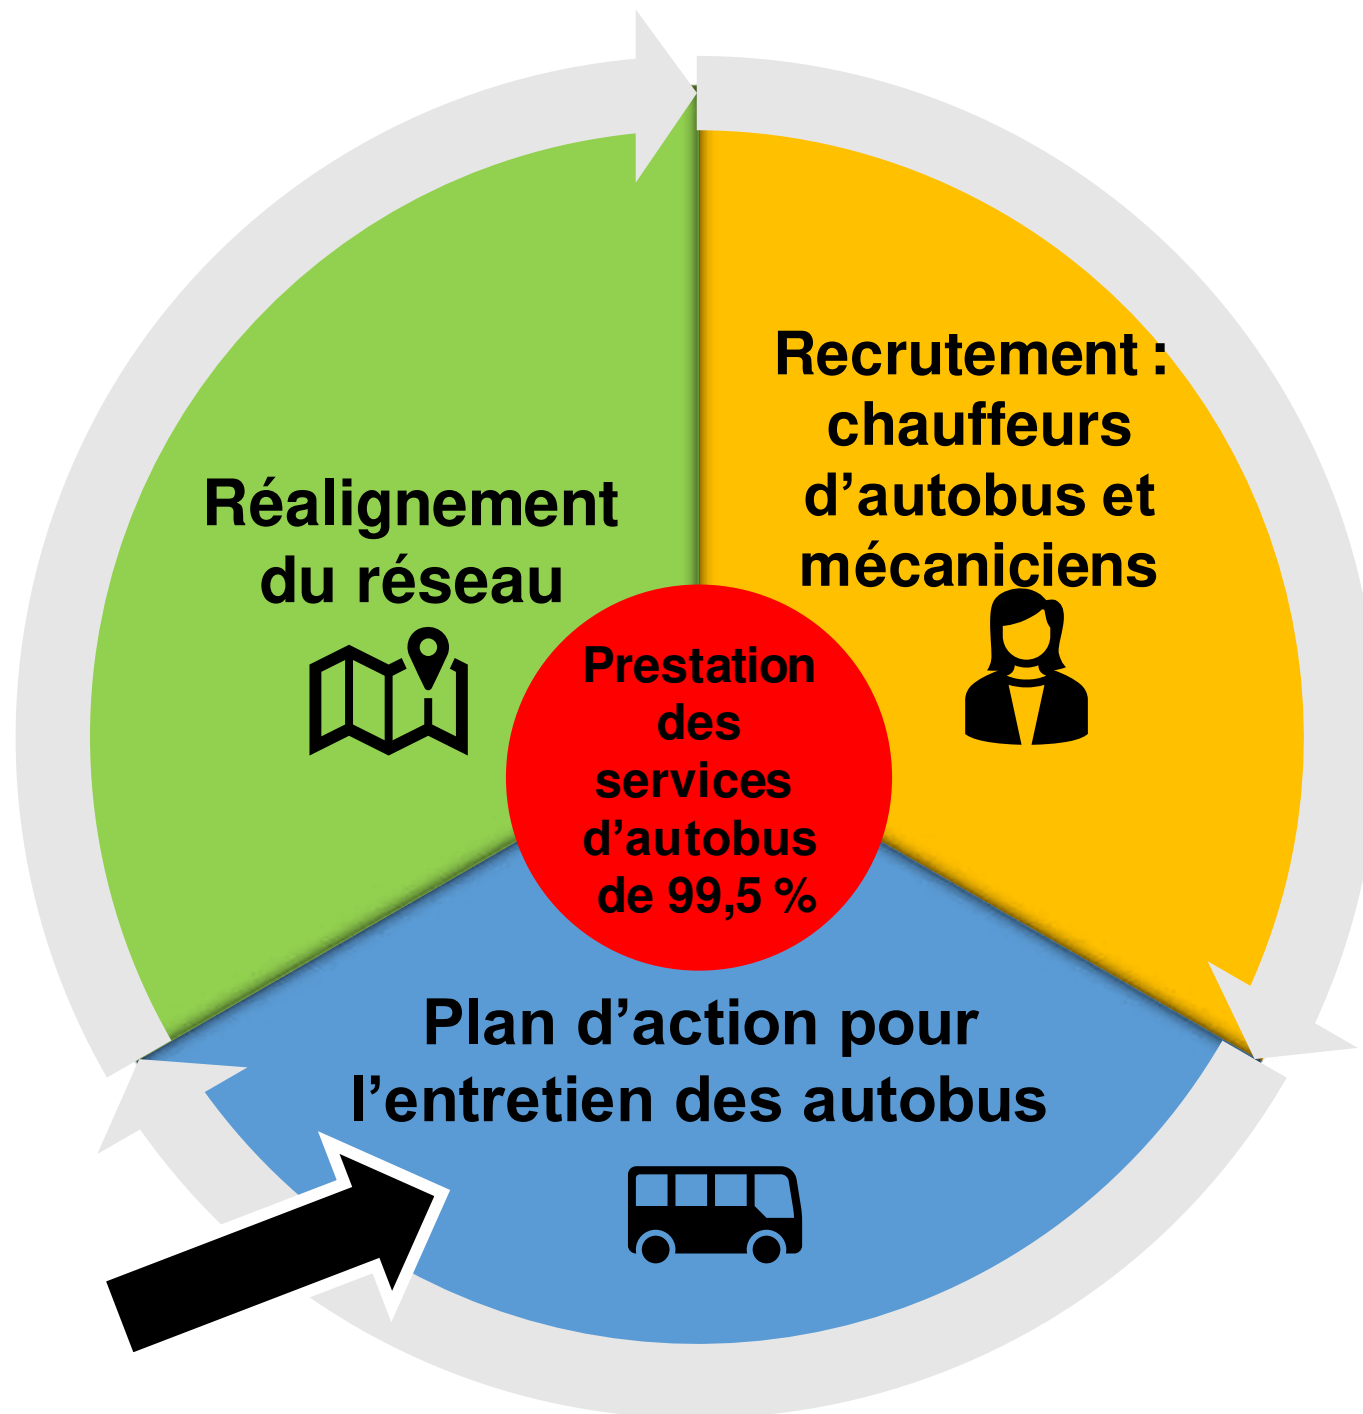 Réalignement
du réseau
Recrutement :
chauffeurs
d’autobus et
mécaniciens
Prestation
des
services
d’autobus
de 99,5 %
Plan d’action pour
l’entretien des autobus